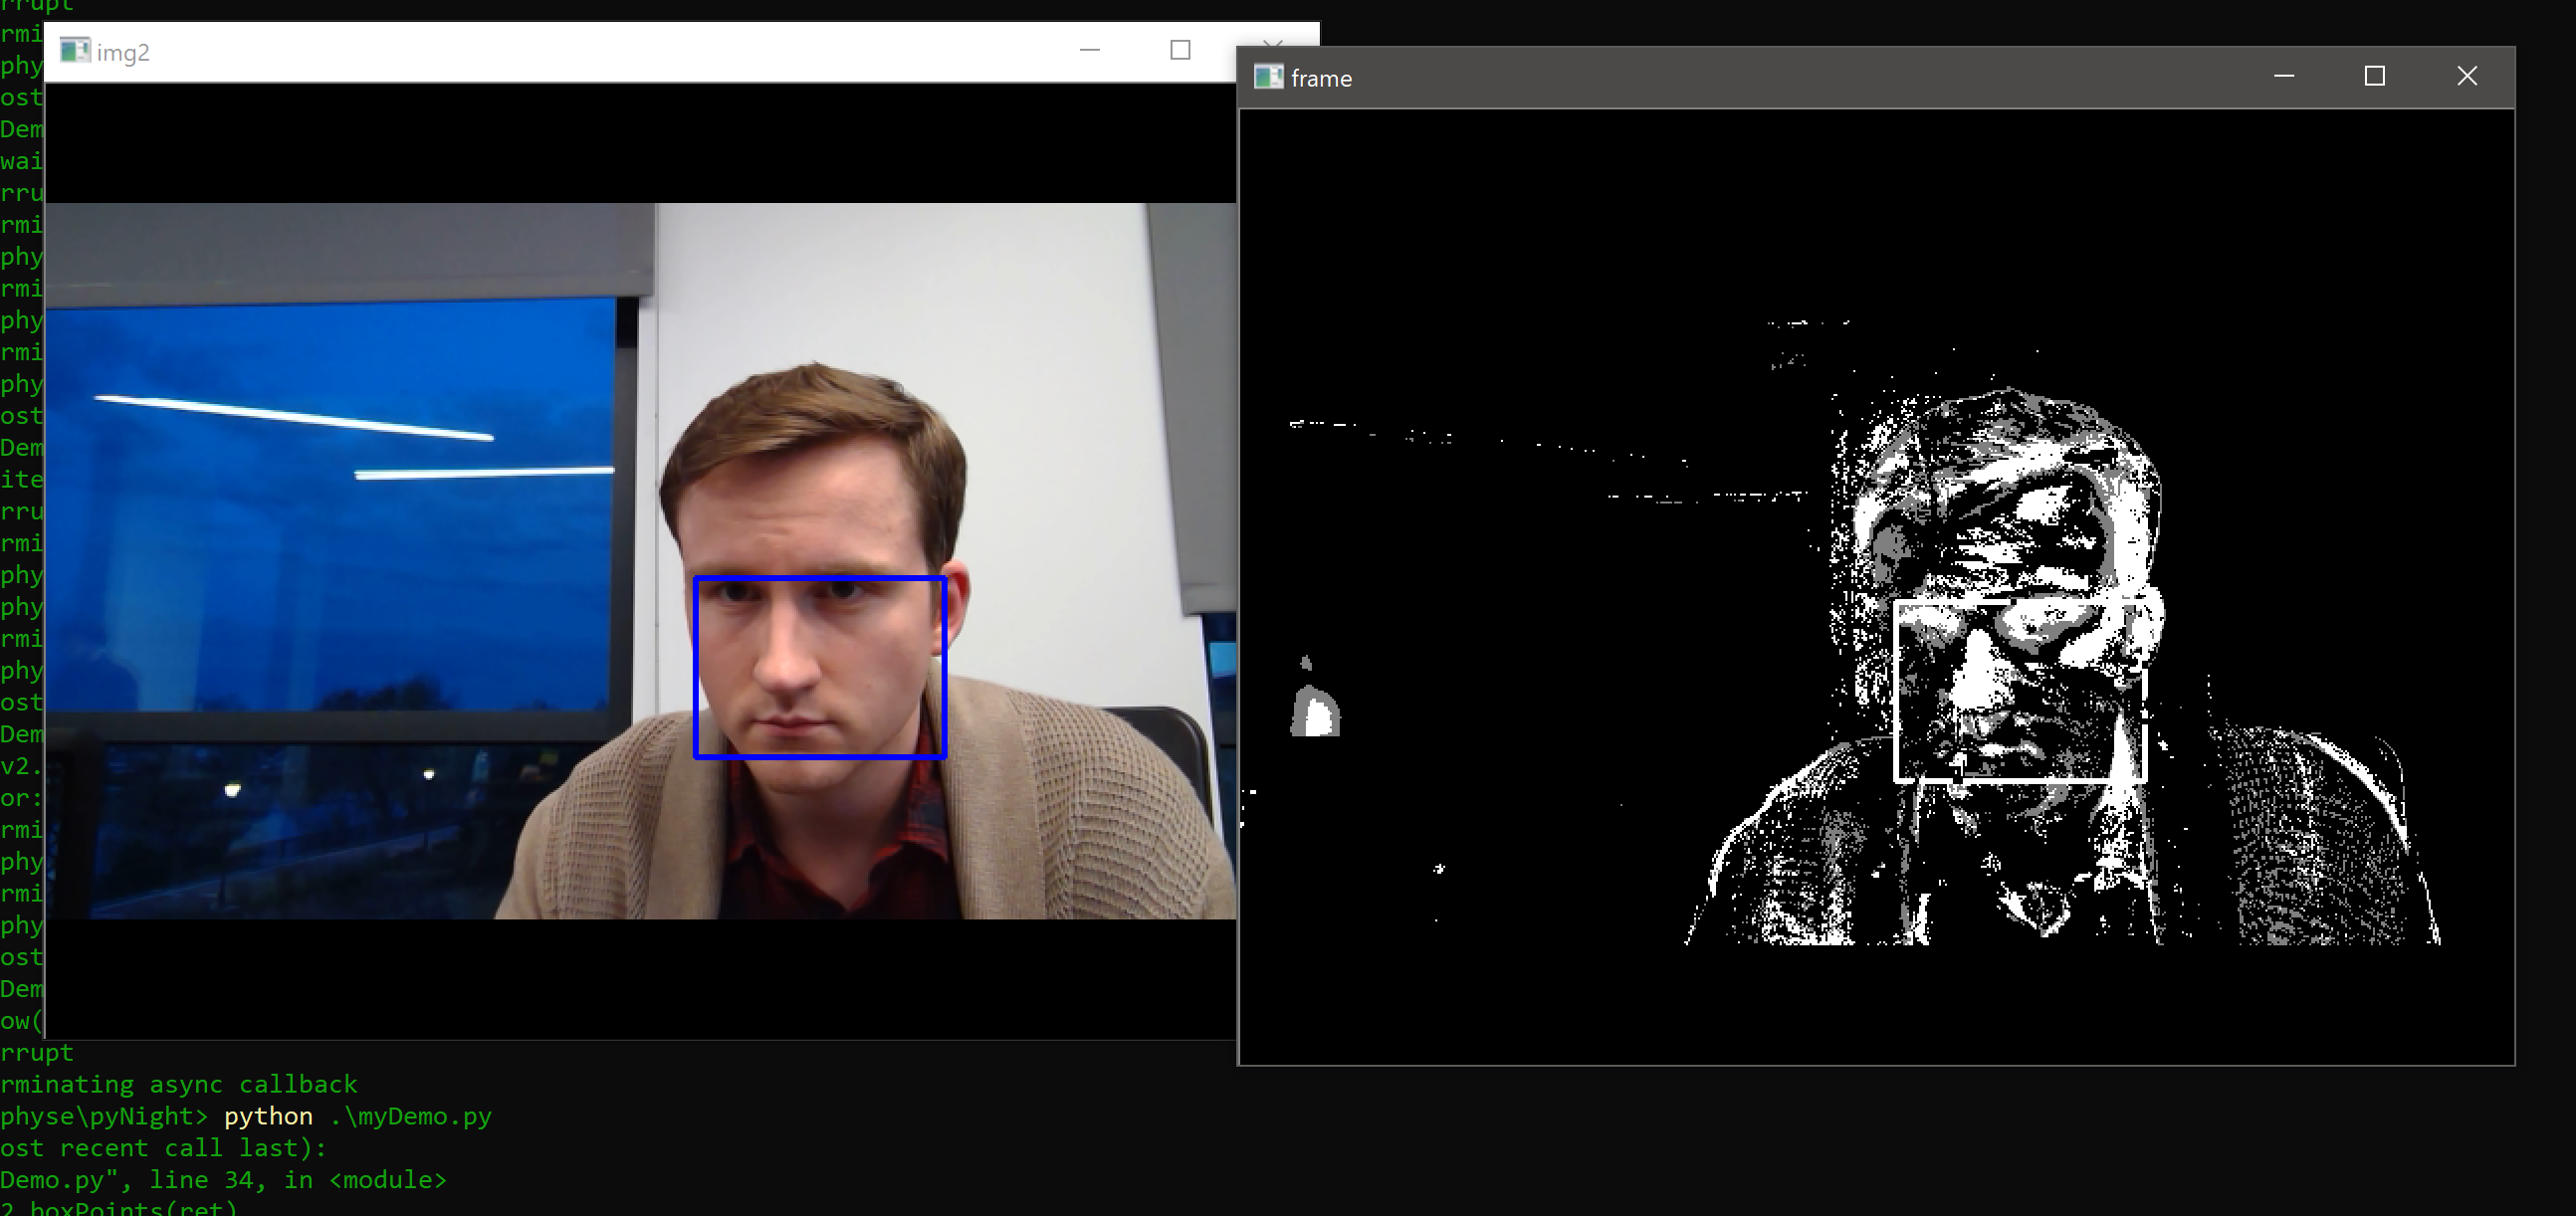 rrupt
rmi
phy
ost
Dem
wai
rru
rmi
phy
rmi
phy
rmi
phy
ost
Dem
ite
rru
rmi
phy
phy
rmi
phy
ost
Dem
v2.
or:
rmi
phy
rmi
phy
ost
Dem
ow(
rrupt
rminating async callback
physe\pyNight> python .\myDemo.py
ost recent call last):
Demo.py", line 34, in <module>
2.boxPoints(ret)
img2
frame